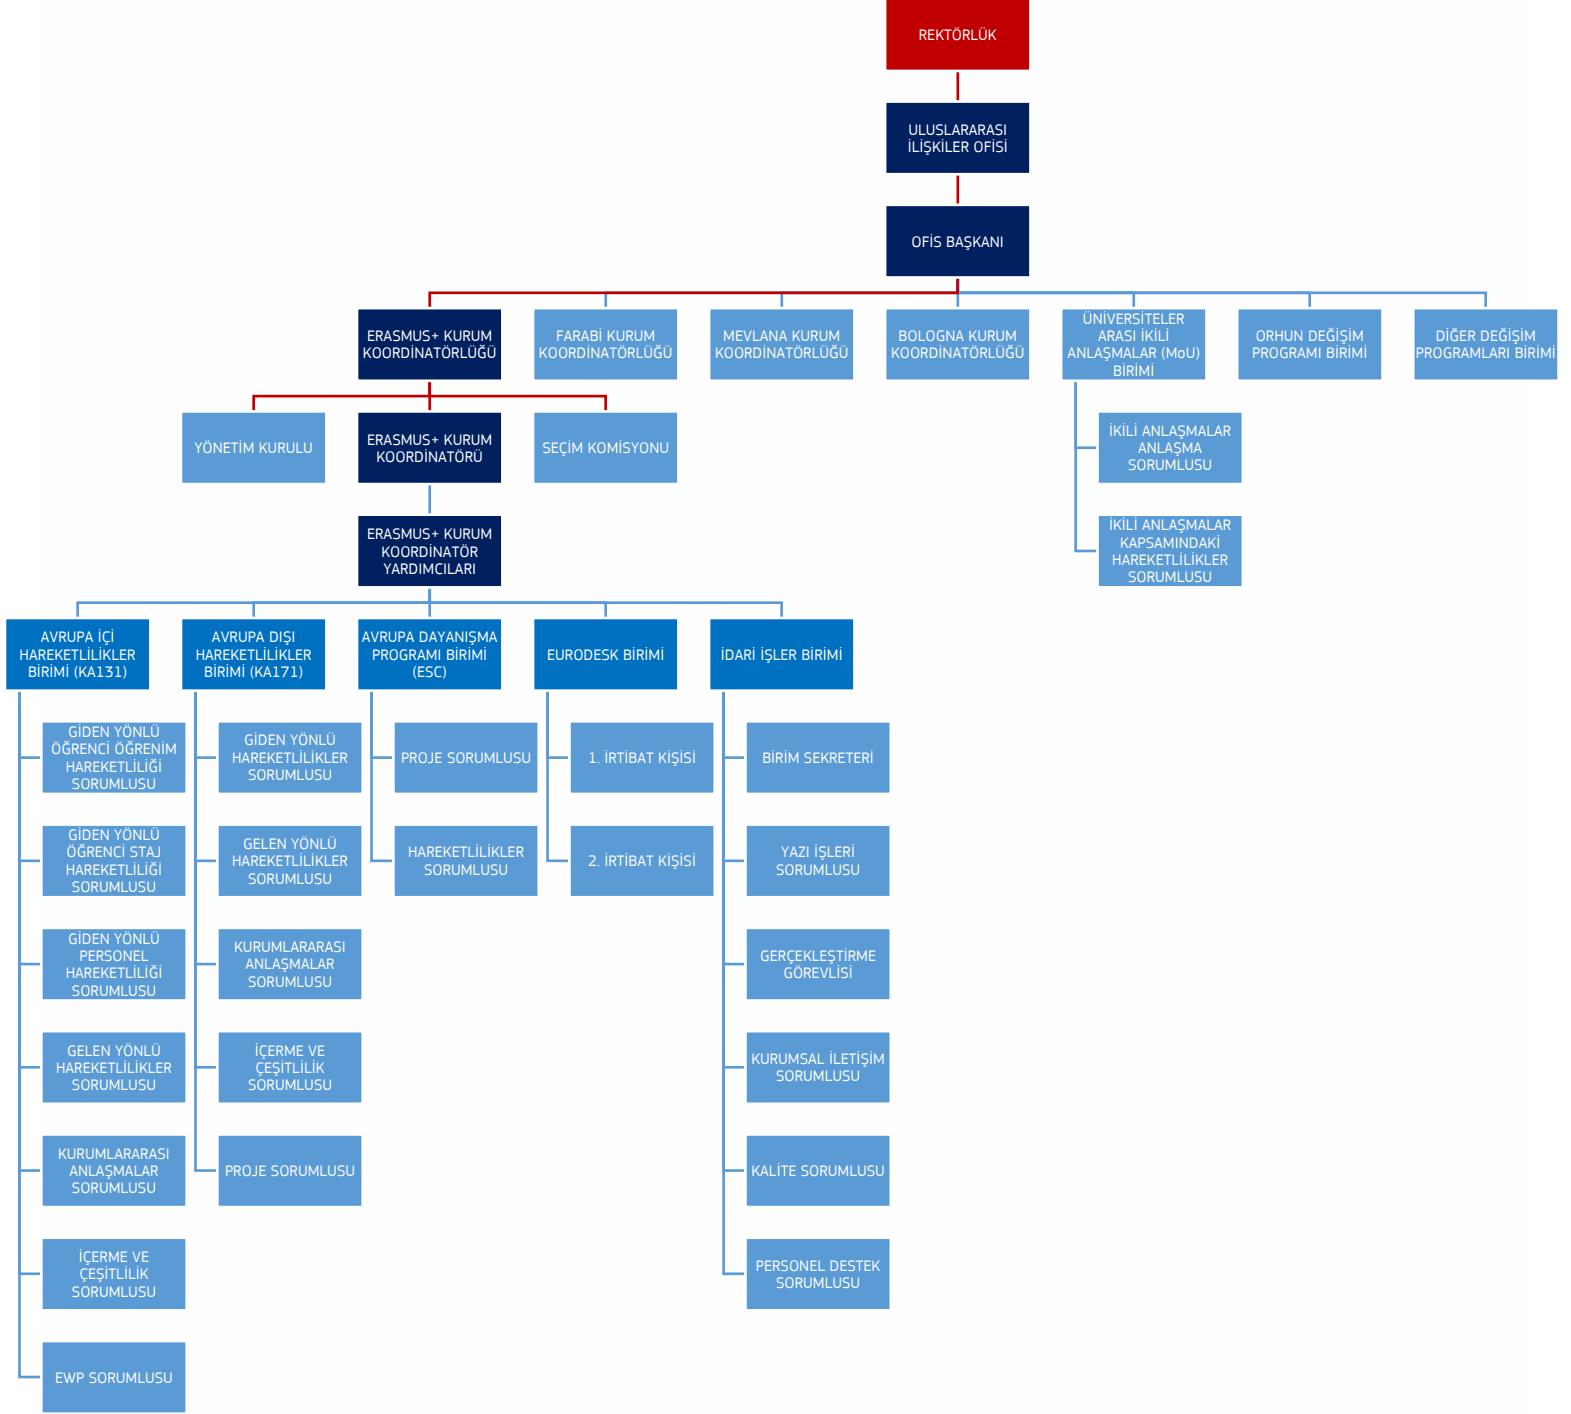 REKTÖRLÜK
ULUSLARARASI
İLİŞKİLER OFİSİ
OFİS BAŞKANI
ERASMUS+ KURUM
KOORDİNATÖRLÜĞÜ
FARABİ KURUM
KOORDİNATÖRLÜĞÜ
MEVLANA KURUM
KOORDİNATÖRLÜĞÜ
BOLOGNA KURUM
KOORDİNATÖRLÜĞÜ
ÜNİVERSİTELER
ARASI İKİLİ
ANLAŞMALAR (MoU)
BİRİMİ
ORHUN DEĞİŞİM
PROGRAMI BİRİMİ
DİĞER DEĞİŞİM
PROGRAMLARI BİRİMİ
YÖNETİM KURULU
ERASMUS+ KURUM
KOORDİNATÖRÜ
SEÇİM KOMİSYONU
İKİLİ ANLAŞMALAR
ANLAŞMA
SORUMLUSU
ERASMUS+ KURUM
KOORDİNATÖR
YARDIMCILARI
İKİLİ ANLAŞMALAR
KAPSAMINDAKİ
HAREKETLİLİKLER
SORUMLUSU
AVRUPA İÇİ
HAREKETLİLİKLER
BİRİMİ (KA131)
AVRUPA DIŞI
HAREKETLİLİKLER
BİRİMİ (KA171)
AVRUPA DAYANIŞMA
PROGRAMI BİRİMİ
(ESC)
EURODESK BİRİMİ
İDARİ İŞLER BİRİMİ
GİDEN YÖNLÜ
ÖĞRENCİ ÖĞRENİM
HAREKETLİLİĞİ
SORUMLUSU
GİDEN YÖNLÜ
HAREKETLİLİKLER
SORUMLUSU
PROJE SORUMLUSU
1. İRTİBAT KİŞİSİ
BİRİM SEKRETERİ
GİDEN YÖNLÜ
ÖĞRENCİ STAJ
HAREKETLİLİĞİ
SORUMLUSU
GELEN YÖNLÜ
HAREKETLİLİKLER
SORUMLUSU
HAREKETLİLİKLER
SORUMLUSU
2. İRTİBAT KİŞİSİ
YAZI İŞLERİ
SORUMLUSU
GİDEN YÖNLÜ
PERSONEL
HAREKETLİLİĞİ
SORUMLUSU
KURUMLARARASI
ANLAŞMALAR
SORUMLUSU
GERÇEKLEŞTİRME
GÖREVLİSİ
GELEN YÖNLÜ
HAREKETLİLİKLER
SORUMLUSU
İÇERME VE
ÇEŞİTLİLİK
SORUMLUSU
KURUMSAL İLETİŞİM
SORUMLUSU
KURUMLARARASI
ANLAŞMALAR
SORUMLUSU
PROJE SORUMLUSU
KALİTE SORUMLUSU
İÇERME VE
ÇEŞİTLİLİK
SORUMLUSU
PERSONEL DESTEK
SORUMLUSU
EWP SORUMLUSU